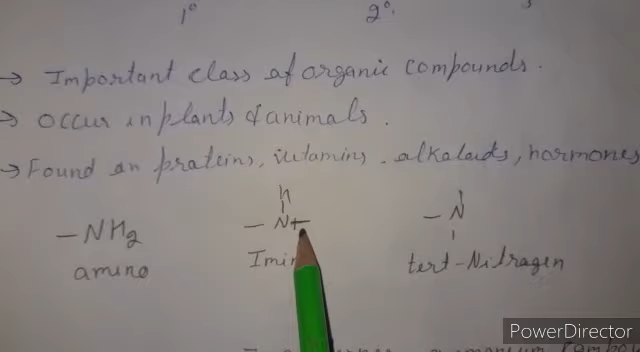 1° 2°.
→ Important class of organic compounds.
→ Occur in plants & animals.
→ Found in proteins, vitamins, alkaloids, hormones
H
-NH2 -N- -N
amino Imin tert-Nitrogen
PowerDirector